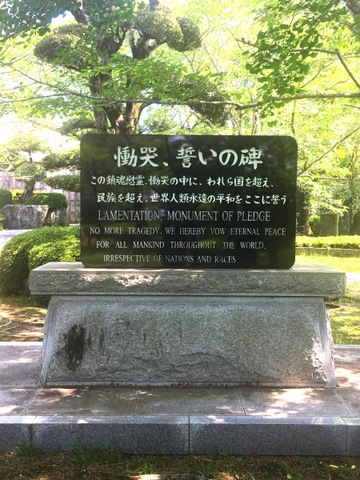 慟哭、誓いの碑
この鎮魂慰霊、慟哭の中に、われら国を超え、
民族を超え、世界人類永遠の平和をここに誓う
LAMENTATION, MONUMENT OF PLEDGE
NO MORE TRAGEDY. WE HEREBY VOW ETERNAL PEACE
FOR ALL MANKIND THROUGHOUT THE WORLD,
IRRESPECTIVE OF NATIONS AND RACES